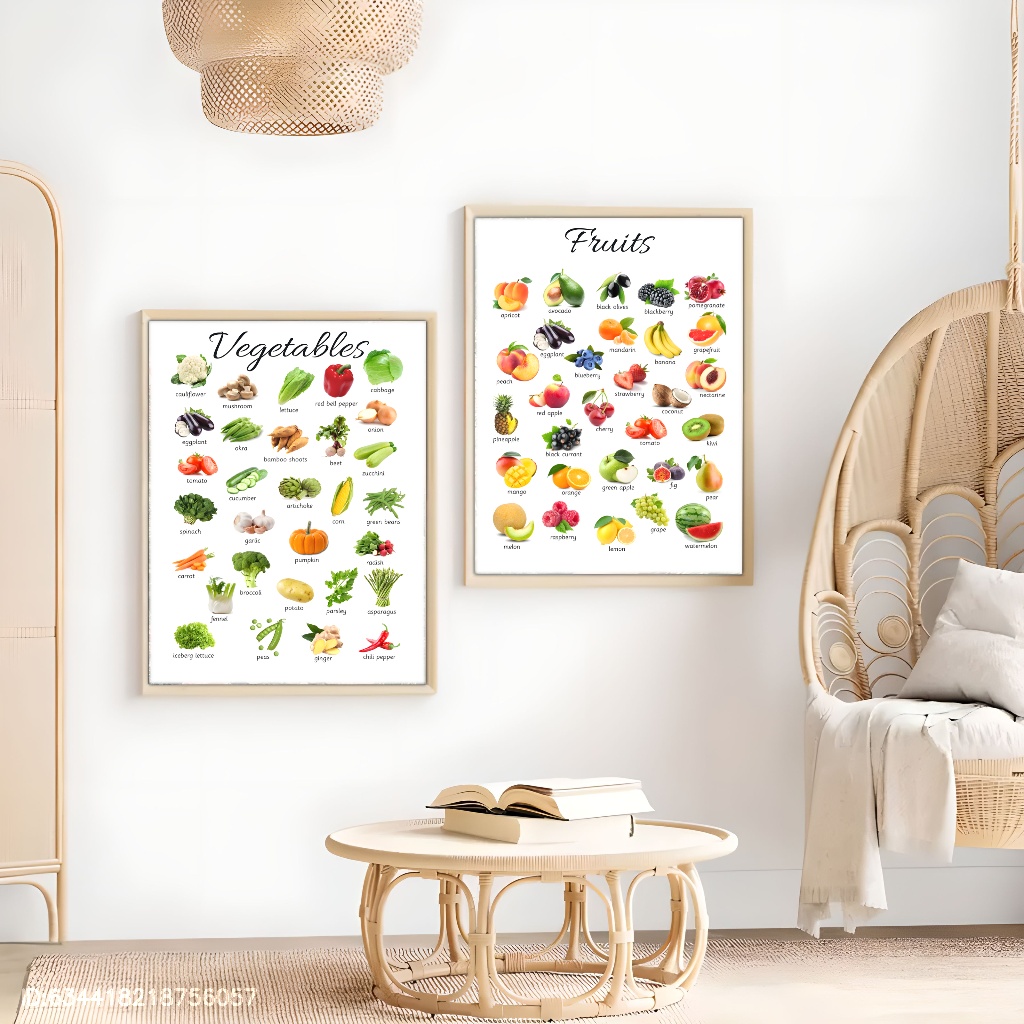 Vegetables
cauliflower
mushroom
lettuce
red bell pepper
cabbage
eggplant
okra
bamboo shoots
beet
onion
tomato
cucumber
artichoke
corn
zucchini
spinach
garlic
pumpkin
green beans
carrot
broccoli
radish
fennel
potato
parsley
asparagus
iceberg lettuce
peas
ginger
chili pepper
Fruits
apricot
avocado
black olives
blackberry
pomegranate
eggplant
mandarin
banana
grapefruit
peach
blueberry
strawberry
nectarine
pineapple
red apple
cherry
coconut
black currant
tomato
kiwi
mango
orange
green apple
fig
pear
melon
raspberry
lemon
grape
watermelon
ID:634418218756057